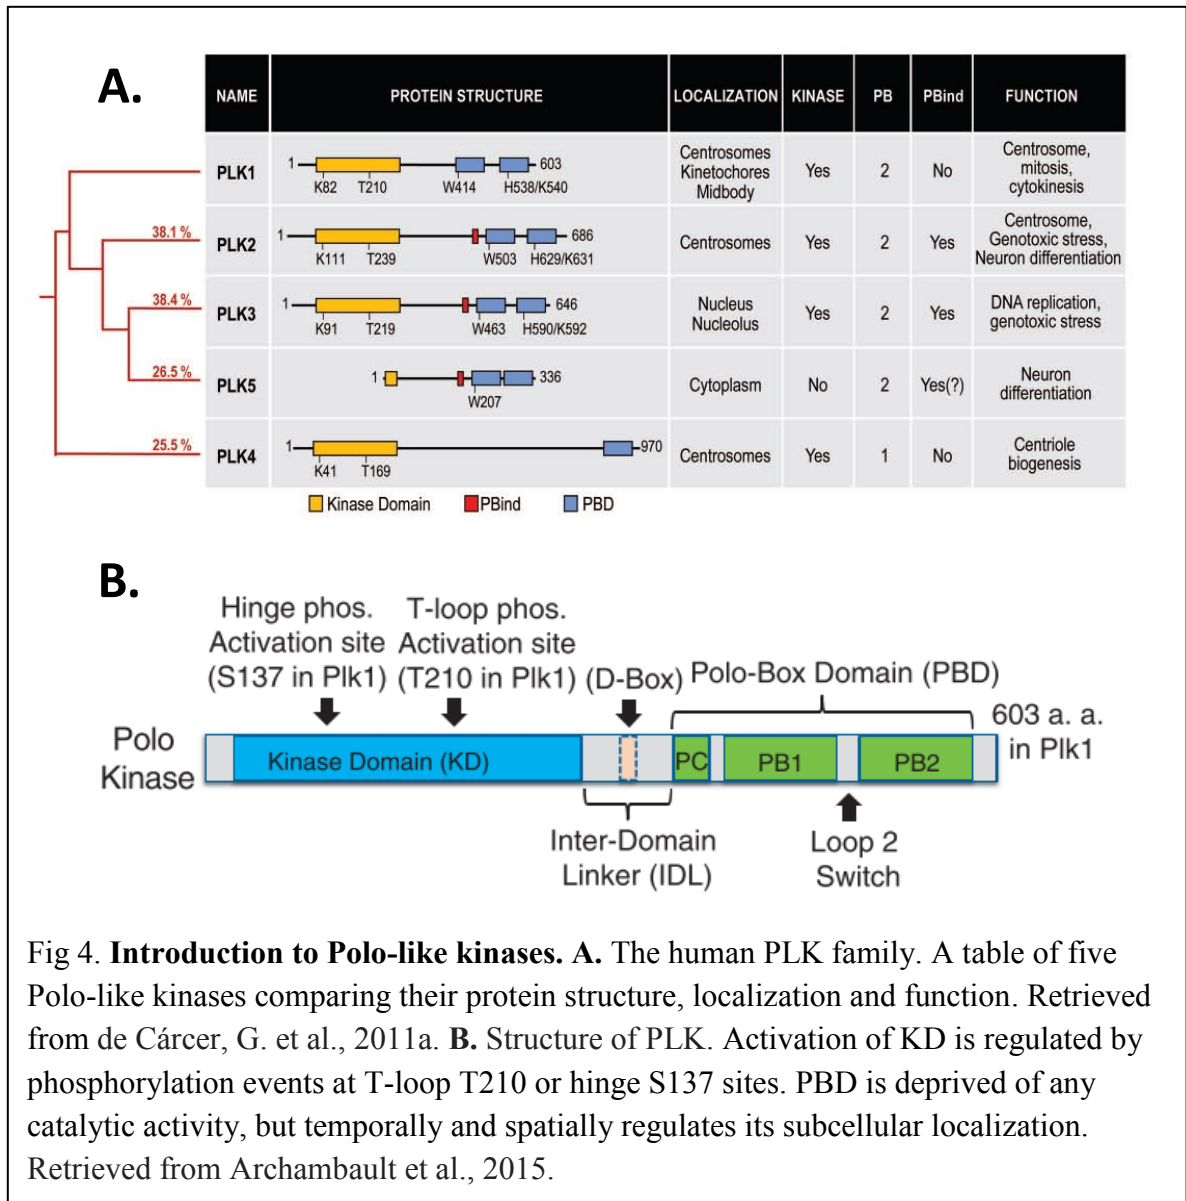 A.
NAME PROTEIN STRUCTURE LOCALIZATION KINASE PB PBind FUNCTION
PLK1
1 603
K82 T210 W414 H538/K540
Centrosomes
Kinetochores
Midbody
Yes 2 No
Centrosome,
mitosis,
cytokinesis
38.1 %
PLK2
1 686
K111 T239 W503 H629/K631
Centrosomes
Yes 2 Yes
Centrosome,
Genotoxic stress,
Neuron differentiation
38.4 %
PLK3
1 646
K91 T219 W463 H590/K592
Nucleus
Nucleolus
Yes 2 Yes
DNA replication,
genotoxic stress
26.5 %
PLK5
1 336
W207
Cytoplasm
No 2 Yes(?)
Neuron
differentiation
25.5 %
PLK4
1 970
K41 T169
Centrosomes
Yes 1 No
Centriole
biogenesis
Kinase Domain PBind PBD
B.
Hinge phos.
Activation site
(S137 in Plk1)
T-loop phos.
Activation site
(T210 in Plk1)
(D-Box)
Polo-Box Domain (PBD)
603 a. a.
in Plk1
Polo
Kinase
Kinase Domain (KD) PC PB1 PB2
Inter-Domain
Linker (IDL)
Loop 2
Switch
Fig 4. Introduction to Polo-like kinases. A. The human PLK family. A table of five
Polo-like kinases comparing their protein structure, localization and function. Retrieved
from de Cárcer, G. et al., 2011a. B. Structure of PLK. Activation of KD is regulated by
phosphorylation events at T-loop T210 or hinge S137 sites. PBD is deprived of any
catalytic activity, but temporally and spatially regulates its subcellular localization.
Retrieved from Archambault et al., 2015.